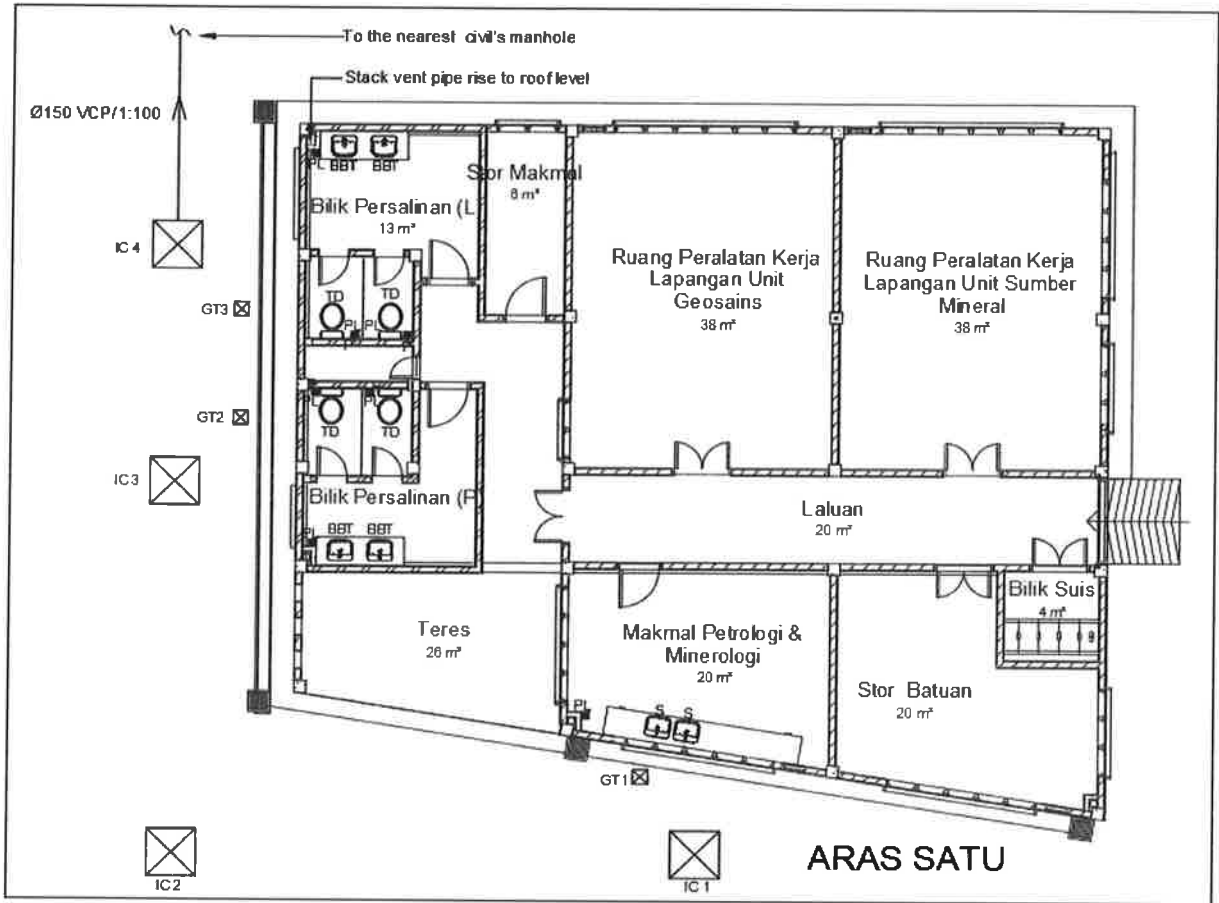 To the nearest civil's manhole
Stack vent pipe rise to roof level
Ø150 VCP/1:100
PL
BBT
BBT
Stor Makmal
8 m²
Bilik Persalinan (L
13 m²
IC 4
Ruang Peralatan Kerja
Lapangan Unit
Geosains
38 m²
Ruang Peralatan Kerja
Lapangan Unit Sumber
Mineral
38 m²
TD
TD
GT3
PL
PL
PL
PL
GT2
TD
TD
IC3
Bilik Persalinan (P
Laluan
20 m²
PL
BBT
BBT
Bilik Suis
4 m²
Teres
26 m²
Makmal Petrologi &
Minerologi
20 m²
Stor Batuan
20 m²
PL
S
S
GT1
ARAS SATU
IC2
IC 1